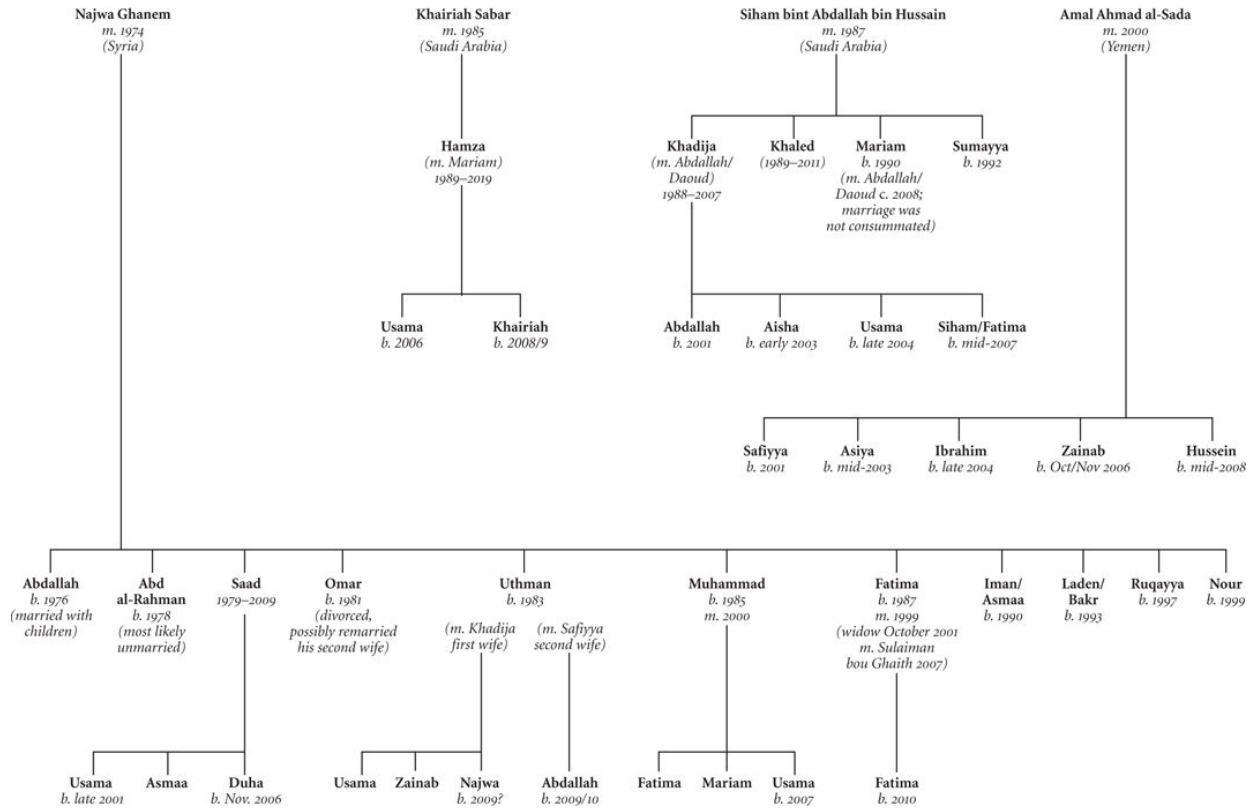 Najwa Ghanem
m. 1974
(Syria)
Khairiah Sabar
m. 1985
(Saudi Arabia)
Siham bint Abdallah bin Hussain
m. 1987
(Saudi Arabia)
Amal Ahmad al-Sada
m. 2000
(Yemen)
Hamza
(m. Mariam)
1989–2019
Khadija
(m. Abdallah/
Daoud)
1988–2007
Khaled
(1989–2011)
Mariam
b. 1990
(m. Abdallah/
Daoud c. 2008;
marriage was
not consummated)
Sumayya
b. 1992
Usama
b. 2006
Khairiah
b. 2008/9
Abdallah
b. 2001
Aisha
b. early 2003
Usama
b. late 2004
Siham/Fatima
b. mid-2007
Safiyya
b. 2001
Asiya
b. mid-2003
Ibrahim
b. late 2004
Zainab
b. Oct/Nov 2006
Hussein
b. mid-2008
Abdallah
b. 1976
(married with
children)
Abd
al-Rahman
b. 1978
(most likely
unmarried)
Saad
1979–2009
Omar
b. 1981
(divorced,
possibly remarried
his second wife)
Uthman
b. 1983
(m. Khadija
first wife)
(m. Safiyya
second wife)
Muhammad
b. 1985
m. 2000
Fatima
b. 1987
m. 1999
(widow October 2001
m. Sulaiman
bou Ghaith 2007)
Iman/
Asmaa
b. 1990
Laden/
Bakr
b. 1993
Ruqayya
b. 1997
Nour
b. 1999
Usama
b. late 2001
Asmaa
Duha
b. Nov. 2006
Usama
Zainab
Najwa
b. 2009?
Abdallah
b. 2009/10
Fatima
Mariam
Usama
b. 2007
Fatima
b. 2010